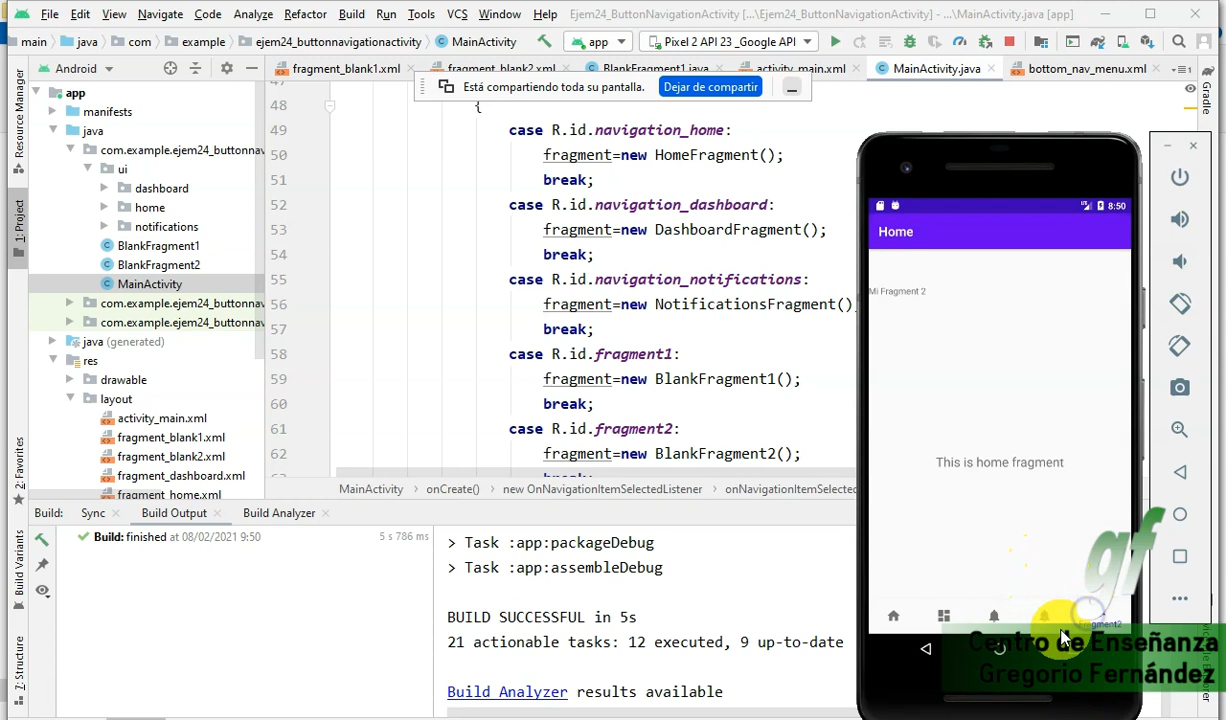 File Edit View Navigate Code Analyze Refactor Build Run Tools VCS Window Help Ejem24_ButtonNavigationActivity [...\Ejem24_ButtonNavigationActivity] - ...\MainActivity.java [app]
main java com example ejem24_buttonnavigationactivity MainActivity app Pixel 2 API 23 _Google API
Android
fragment_blank1.xml fragment_blank2.xml BlankFragment1.java activity_main.xml MainActivity.java bottom_nav_menu.xml
Está compartiendo toda su pantalla. Dejar de compartir
Resource Manager
1: Project
2: Favorites
Build Variants
7: Structure
Gradle
app
manifests
java
com.example.ejem24_buttonna
ui
dashboard
home
notifications
BlankFragment1
BlankFragment2
MainActivity
com.example.ejem24_buttonnav
com.example.ejem24_buttonnav
java (generated)
res
drawable
layout
activity_main.xml
fragment_blank1.xml
fragment_blank2.xml
fragment_dashboard.xml
fragment_home.xml
48 {
49 case R.id.navigation_home:
50 fragment=new HomeFragment();
51 break;
52 case R.id.navigation_dashboard:
53 fragment=new DashboardFragment();
54 break;
55 case R.id.navigation_notifications:
56 fragment=new NotificationsFragment()
57 break;
58 case R.id.fragment1:
59 fragment=new BlankFragment1();
60 break;
61 case R.id.fragment2:
62 fragment=new BlankFragment2();
break;
MainActivity onCreate() new OnNavigationItemSelectedListener onNavigationItemSelected
Build: Sync Build Output Build Analyzer
Build: finished at 08/02/2021 9:50 5 s 786 ms
> Task :app:packageDebug
> Task :app:assembleDebug
BUILD SUCCESSFUL in 5s
21 actionable tasks: 12 executed, 9 up-to-date
Build Analyzer results available
8:50
Home
Mi Fragment 2
This is home fragment
Fragment2
gf
Centro de Enseñanza
Gregorio Fernández